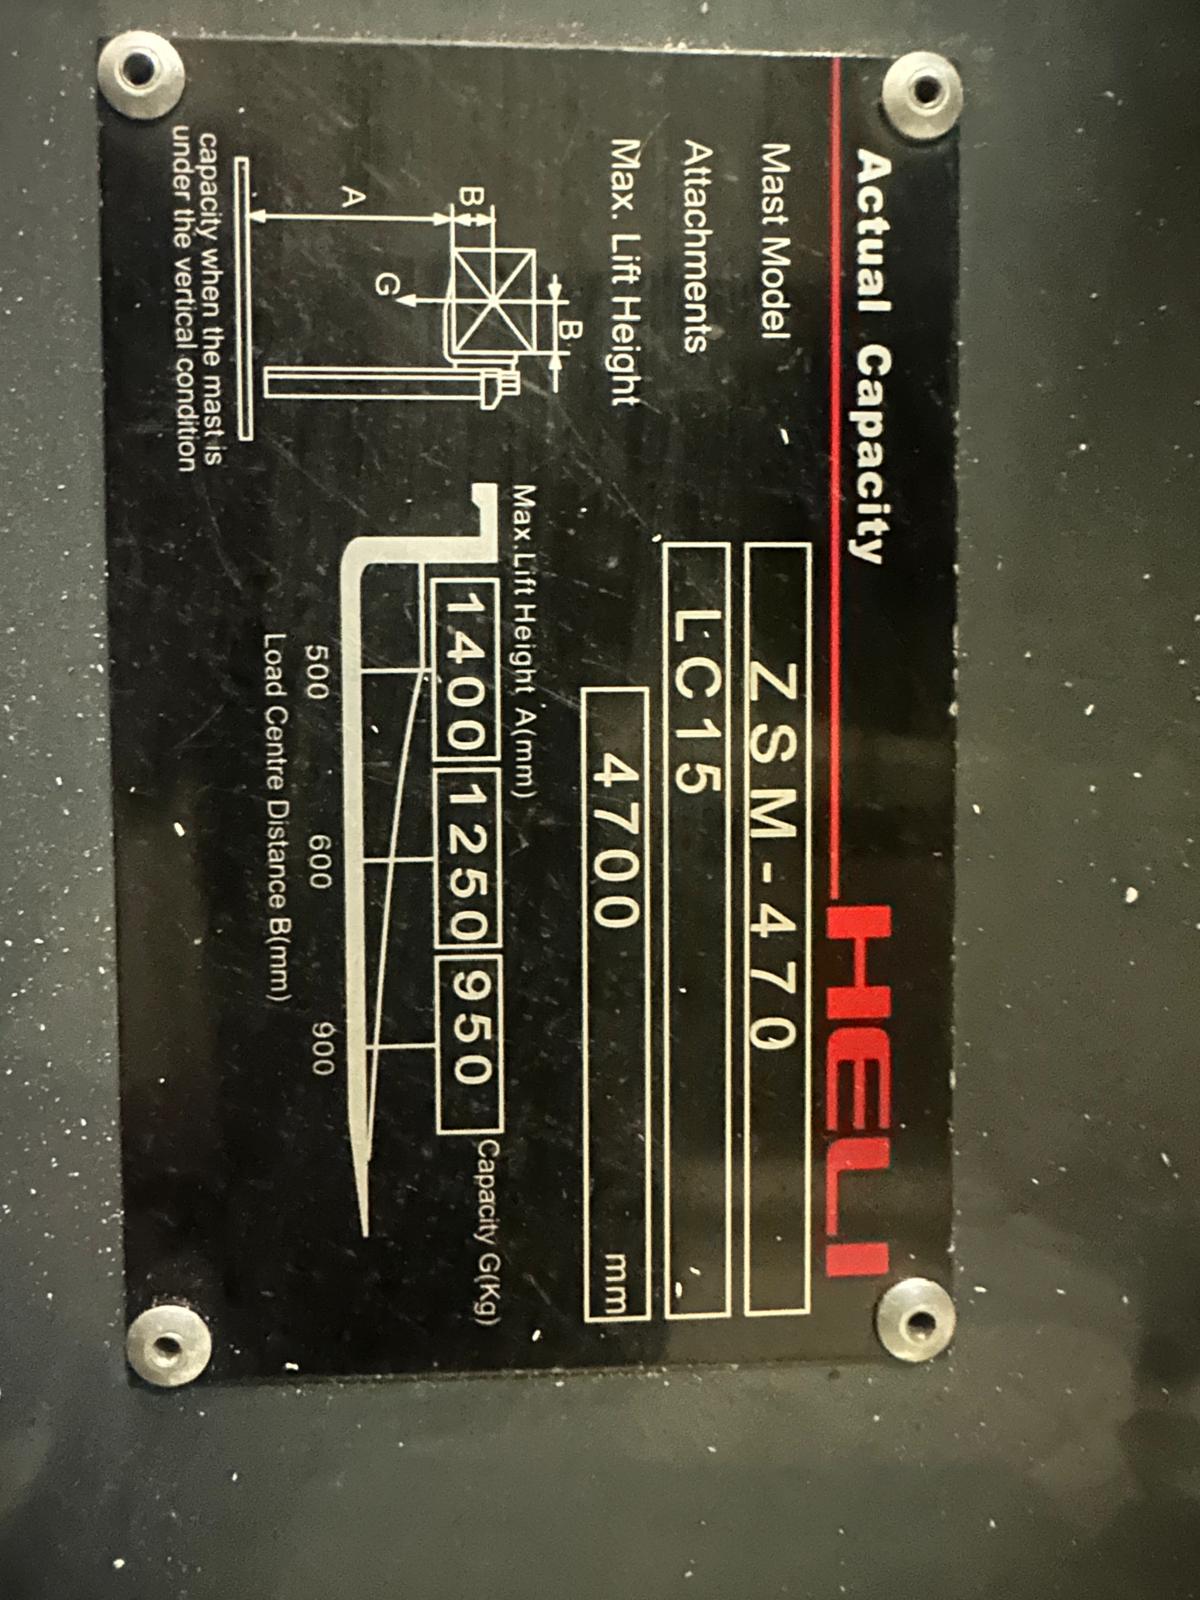 Actual Capacity
HELI
Mast Model ZSM-470
Attachments LC15
Max. Lift Height 4700 mm
Max.Lift Height A(mm)
1400 1250 950 Capacity G(Kg)
500 600 900
Load Centre Distance B(mm)
B
B
G
A
capacity when the mast is
under the vertical condition